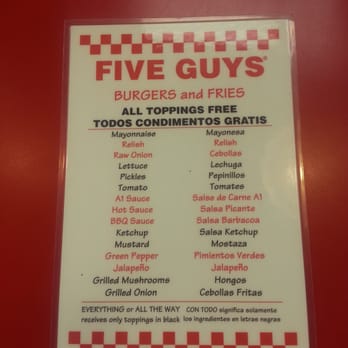 FIVE GUYS®
BURGERS and FRIES
ALL TOPPINGS FREE
TODOS CONDIMENTOS GRATIS
Mayonnaise Mayonesa
Relish Relish
Raw Onion Cebollas
Lettuce Lechuga
Pickles Pepinillos
Tomato Tomates
A1 Sauce Salsa de Carne A1
Hot Sauce Salsa Picante
BBQ Sauce Salsa Barbacoa
Ketchup Salsa Ketchup
Mustard Mostaza
Green Pepper Pimientos Verdes
Jalapeño Jalapeño
Grilled Mushrooms Hongos
Grilled Onion Cebollas Fritas
EVERYTHING or ALL THE WAY CON TODO significa solamente
receives only toppings in black los ingredientes en letras negras